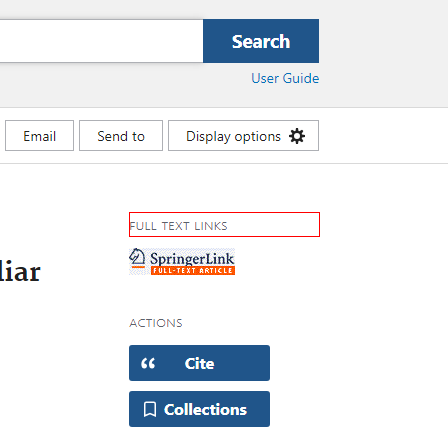 Search
User Guide
Email
Send to
Display options
FULL TEXT LINKS
SpringerLink
FULL-TEXT ARTICLE
liar
ACTIONS
Cite
Collections